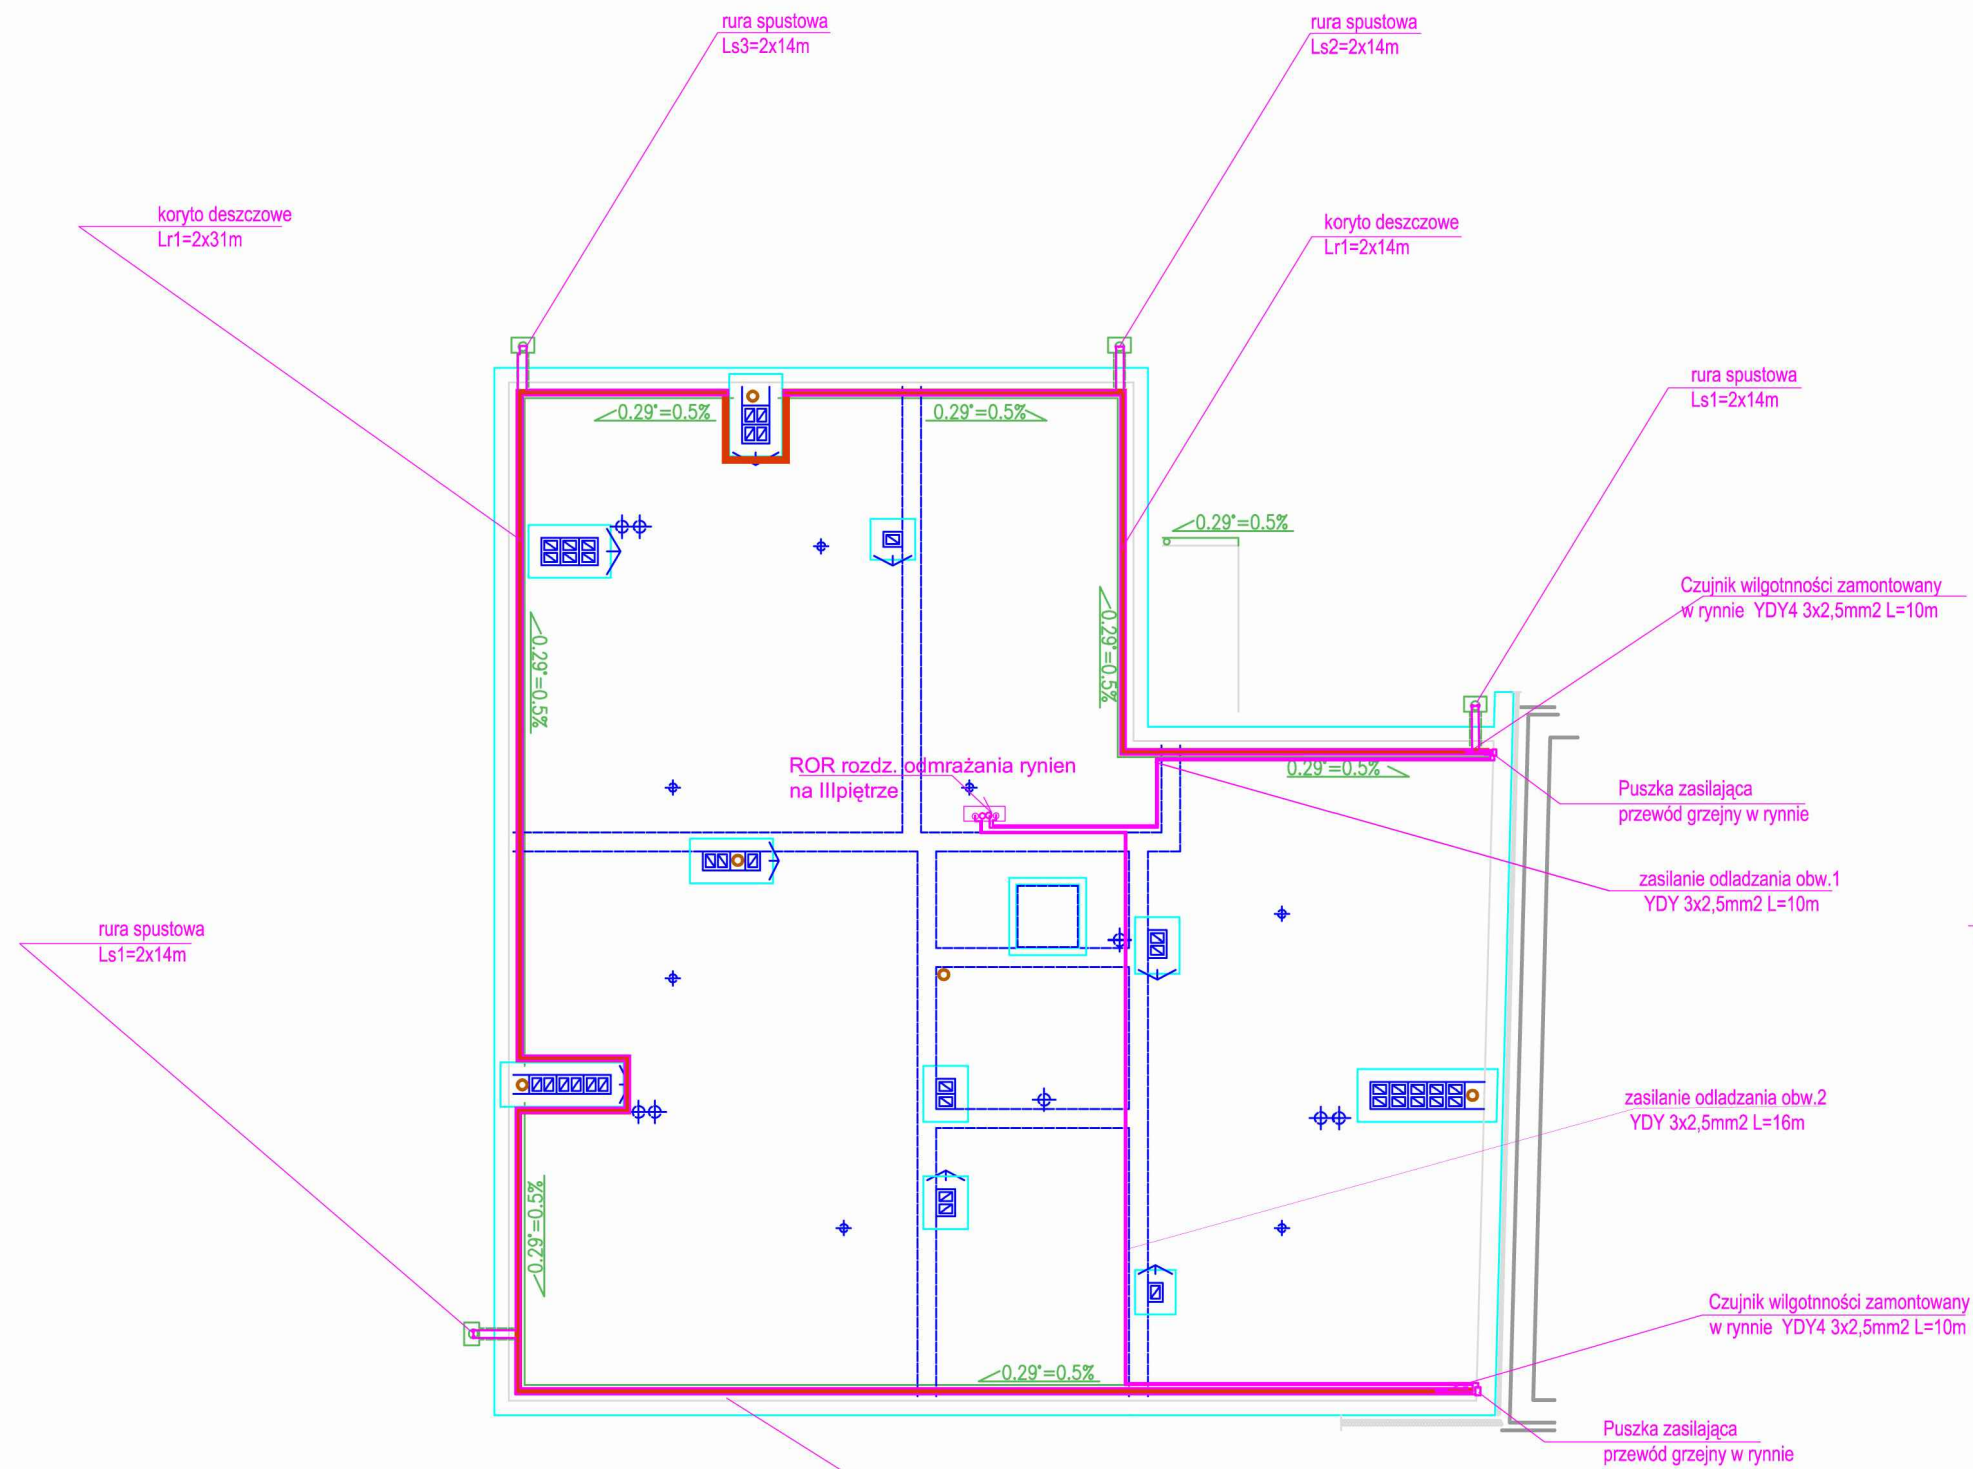 rura spustowa
Ls3=2x14m
rura spustowa
Ls2=2x14m
koryto deszczowe
Lr1=2x31m
koryto deszczowe
Lr1=2x14m
rura spustowa
Ls1=2x14m
0.29°=0.5%
0.29°=0.5%
0.29°=0.5%
Czujnik wilgotnności zamontowany
w rynnie YDY4 3x2,5mm2 L=10m
0.29°=0.5%
0.29°=0.5%
ROR rozdz. odmrażania rynien
na IIIpiętrze
0.29°=0.5%
Puszka zasilająca
przewód grzejny w rynnie
zasilanie odladzania obw.1
YDY 3x2,5mm2 L=10m
rura spustowa
Ls1=2x14m
zasilanie odladzania obw.2
YDY 3x2,5mm2 L=16m
0.29°=0.5%
Czujnik wilgotnności zamontowany
w rynnie YDY4 3x2,5mm2 L=10m
0.29°=0.5%
Puszka zasilająca
przewód grzejny w rynnie